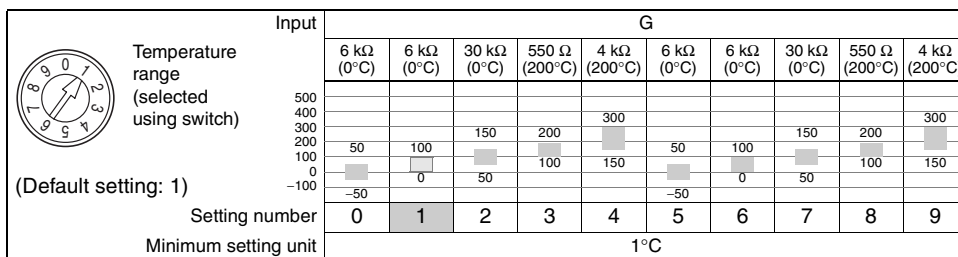 Input G
Temperature range (selected using switch)
6 kΩ (0°C) 6 kΩ (0°C) 30 kΩ (0°C) 550 Ω (200°C) 4 kΩ (200°C) 6 kΩ (0°C) 6 kΩ (0°C) 30 kΩ (0°C) 550 Ω (200°C) 4 kΩ (200°C
0 1 2 3 4 5 6 7 8 9
500
400
300 300 300
200 150 200 150 200
100 50 100 50 100
0 100 150 100 150
−100 0 50 0 50
−50 −50
(Default setting: 1)
Setting number 0 1 2 3 4 5 6 7 8 9
Minimum setting unit 1°C